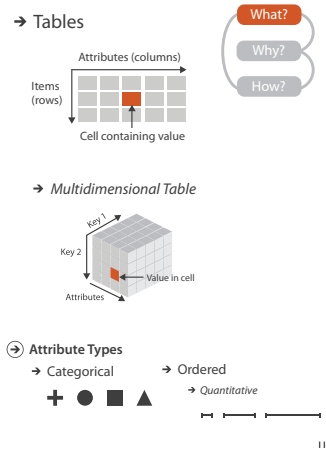 → Tables
What?
Why?
How?
Attributes (columns)
Items
(rows)
Cell containing value
→ Multidimensional Table
Key 1
Key 2
Value in cell
Attributes
→ Attribute Types
→ Categorical
→ Ordered
→ Quantitative